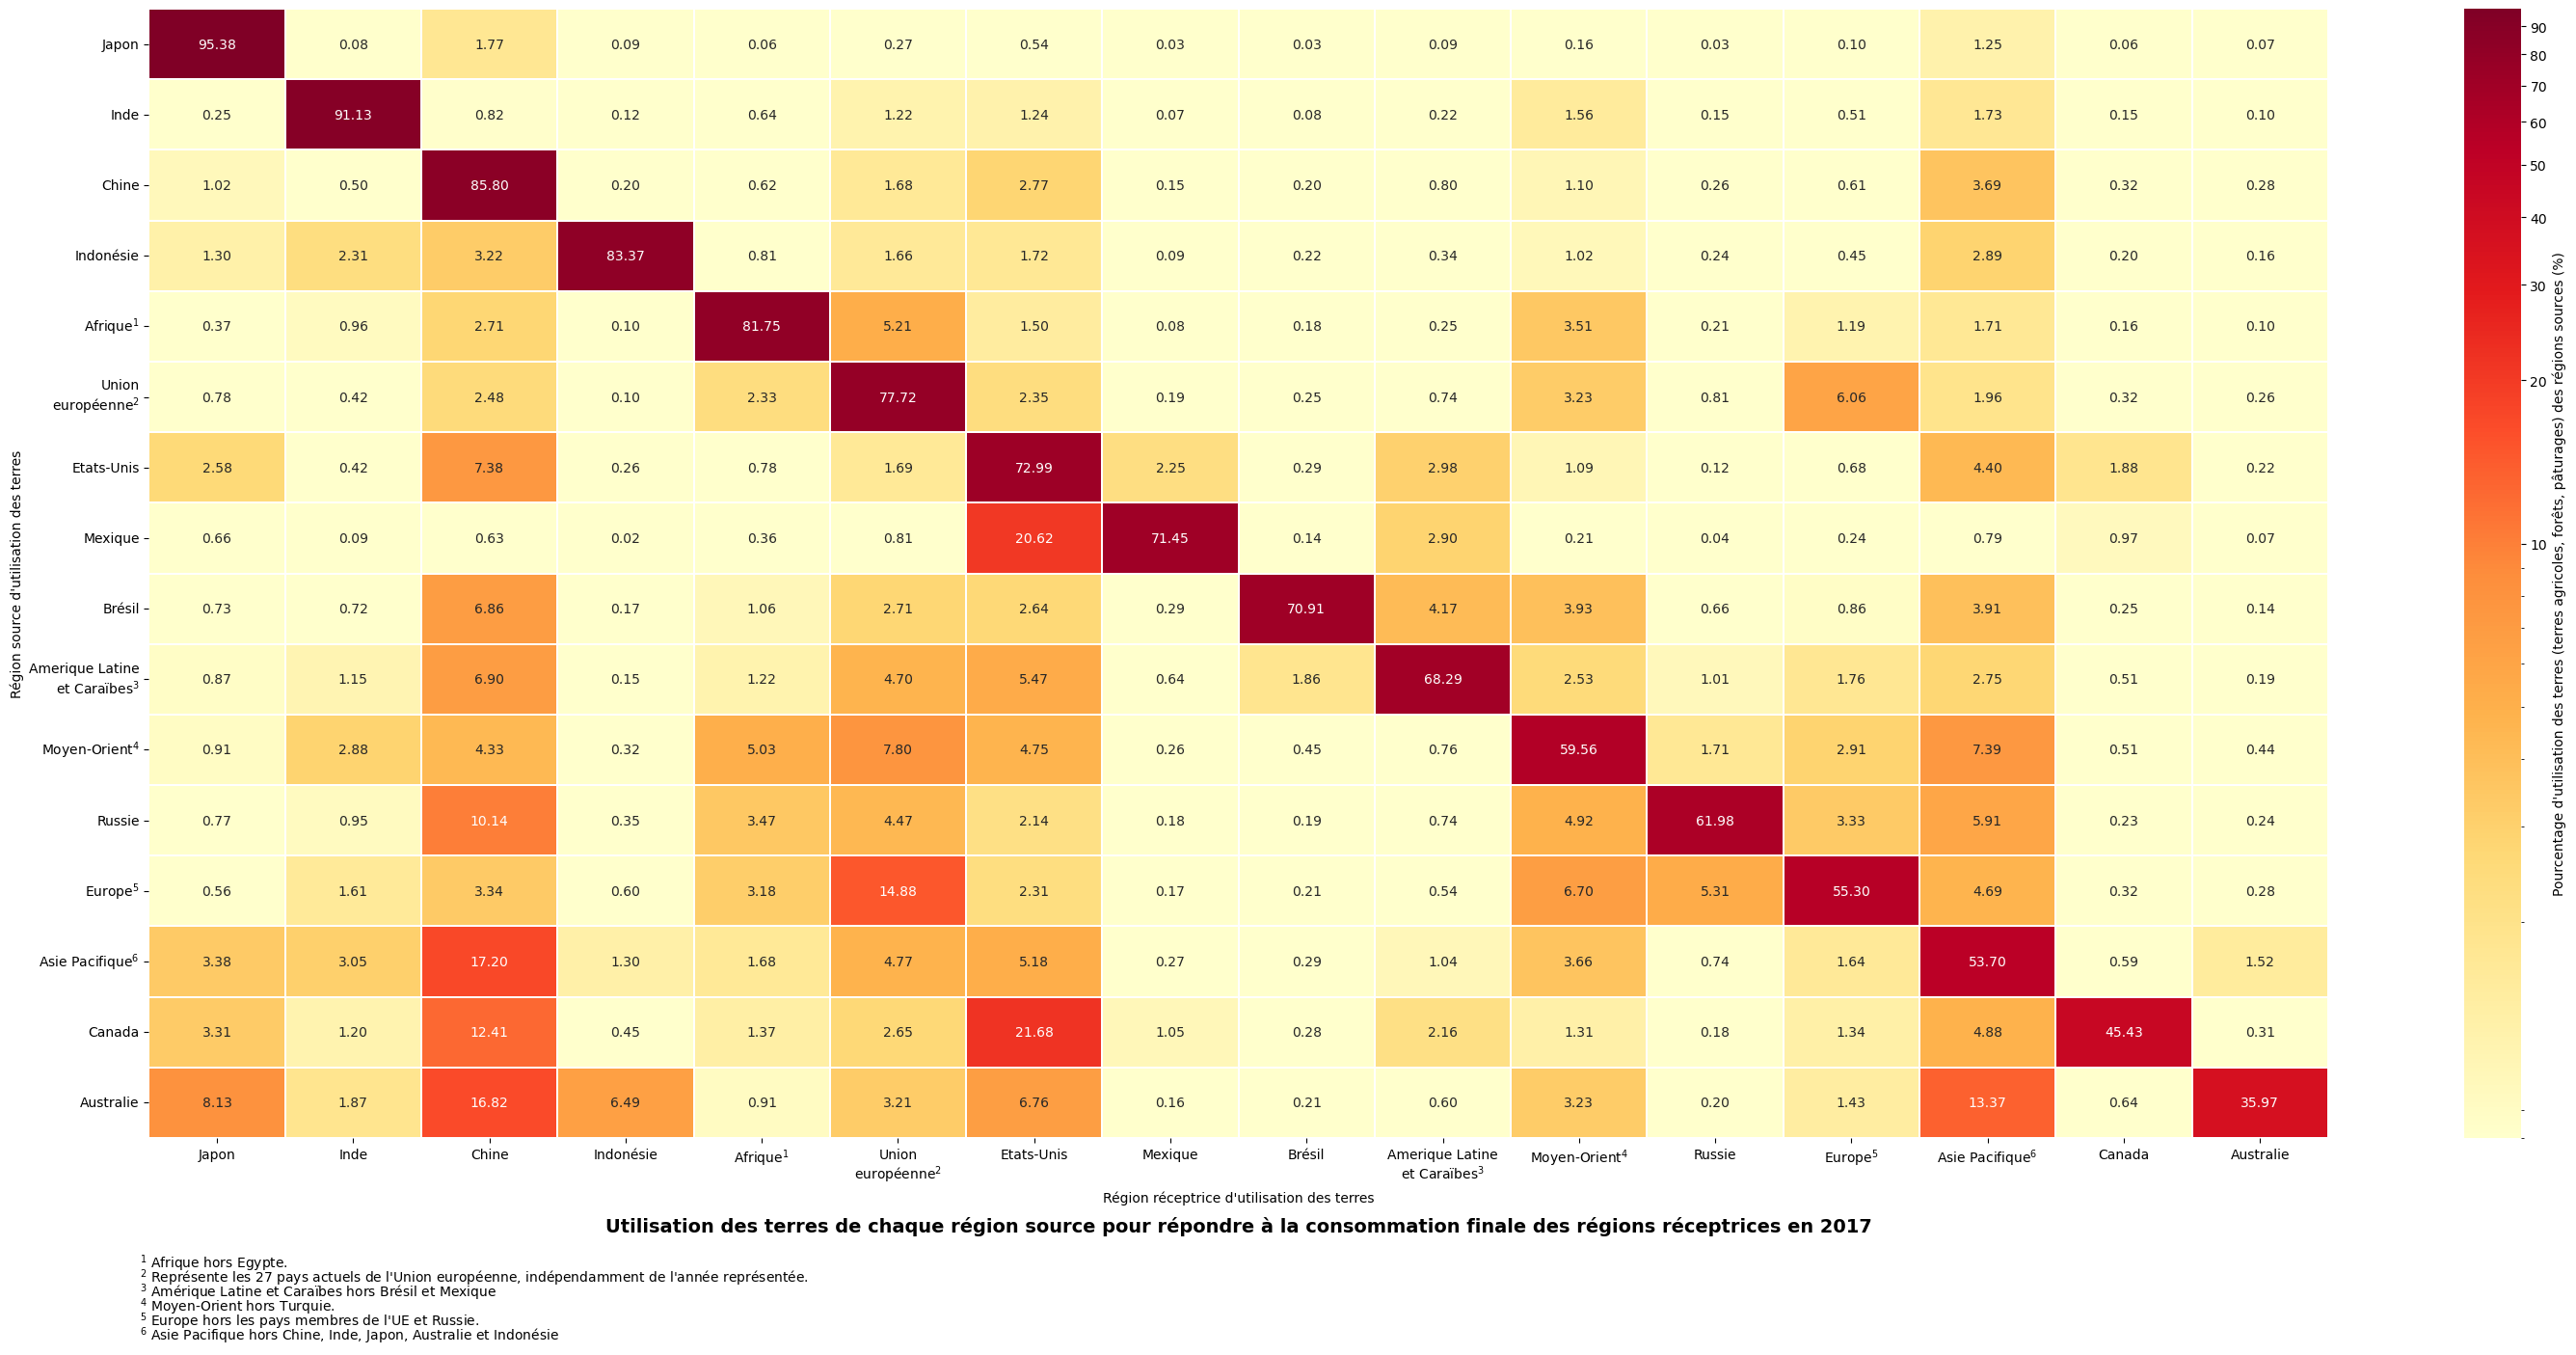 Japon 95.38 0.08 1.77 0.09 0.06 0.27 0.54 0.03 0.03 0.09 0.16 0.03 0.10 1.25 0.06 0.07
Inde 0.25 91.13 0.82 0.12 0.64 1.22 1.24 0.07 0.08 0.22 1.56 0.15 0.51 1.73 0.15 0.10
Chine 1.02 0.50 85.80 0.20 0.62 1.68 2.77 0.15 0.20 0.80 1.10 0.26 0.61 3.69 0.32 0.28
Indonésie 1.30 2.31 3.22 83.37 0.81 1.66 1.72 0.09 0.22 0.34 1.02 0.24 0.45 2.89 0.20 0.16
Afrique¹ 0.37 0.96 2.71 0.10 81.75 5.21 1.50 0.08 0.18 0.25 3.51 0.21 1.19 1.71 0.16 0.10
Union
européenne² 0.78 0.42 2.48 0.10 2.33 77.72 2.35 0.19 0.25 0.74 3.23 0.81 6.06 1.96 0.32 0.26
Etats-Unis 2.58 0.42 7.38 0.26 0.78 1.69 72.99 2.25 0.29 2.98 1.09 0.12 0.68 4.40 1.88 0.22
Mexique 0.66 0.09 0.63 0.02 0.36 0.81 20.62 71.45 0.14 2.90 0.21 0.04 0.24 0.79 0.97 0.07
Brésil 0.73 0.72 6.86 0.17 1.06 2.71 2.64 0.29 70.91 4.17 3.93 0.66 0.86 3.91 0.25 0.14
Amerique Latine
et Caraïbes³ 0.87 1.15 6.90 0.15 1.22 4.70 5.47 0.64 1.86 68.29 2.53 1.01 1.76 2.75 0.51 0.19
Moyen-Orient⁴ 0.91 2.88 4.33 0.32 5.03 7.80 4.75 0.26 0.45 0.76 59.56 1.71 2.91 7.39 0.51 0.44
Russie 0.77 0.95 10.14 0.35 3.47 4.47 2.14 0.18 0.19 0.74 4.92 61.98 3.33 5.91 0.23 0.24
Europe⁵ 0.56 1.61 3.34 0.60 3.18 14.88 2.31 0.17 0.21 0.54 6.70 5.31 55.30 4.69 0.32 0.28
Asie Pacifique⁶ 3.38 3.05 17.20 1.30 1.68 4.77 5.18 0.27 0.29 1.04 3.66 0.74 1.64 53.70 0.59 1.52
Canada 3.31 1.20 12.41 0.45 1.37 2.65 21.68 1.05 0.28 2.16 1.31 0.18 1.34 4.88 45.43 0.31
Australie 8.13 1.87 16.82 6.49 0.91 3.21 6.76 0.16 0.21 0.60 3.23 0.20 1.43 13.37 0.64 35.97
Région source d'utilisation des terres
Japon Inde Chine Indonésie Afrique¹ Union Etats-Unis Mexique Brésil Amerique Latine Moyen-Orient⁴ Russie Europe⁵ Asie Pacifique⁶ Canada Australie
européenne² et Caraïbes³
Région réceptrice d'utilisation des terres
90
80
70
60
50
40
30
20
10
Pourcentage d'utilisation des terres (terres agricoles, forêts, pâturages) des régions sources (%)
Utilisation des terres de chaque région source pour répondre à la consommation finale des régions réceptrices en 2017
¹ Afrique hors Egypte.
² Représente les 27 pays actuels de l'Union européenne, indépendamment de l'année représentée.
³ Amérique Latine et Caraïbes hors Brésil et Mexique
⁴ Moyen-Orient hors Turquie.
⁵ Europe hors les pays membres de l'UE et Russie.
⁶ Asie Pacifique hors Chine, Inde, Japon, Australie et Indonésie